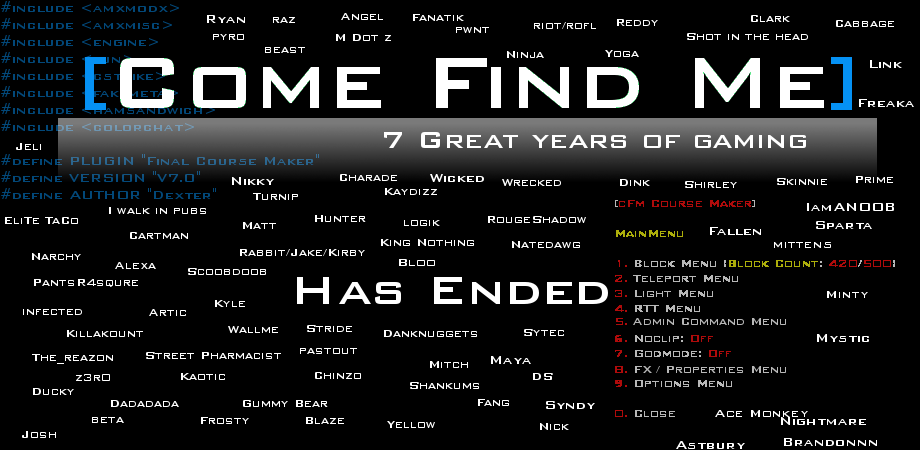 #include <amxmodx>
#include <amxmisc>
#include <engine>
#include <fun>
#include <cstrike>
#include <fakemeta>
#include <hamsandwich>
#include <colorchat>
Ryan
raz
Angel
Fanatik
pwnt
riot/rofl
Reddy
Clark
Cabbage
pyro
beast
M Dot z
Ninja
Yoga
Shot in the head
Link
[Come Find Me]
Freaka
7 Great years of gaming
Jeli
#define PLUGIN "Final Course Maker"
#define VERSION "v7.0"
#define AUTHOR "Dexter"
Nikky
Turnip
Charade
Kaydizz
Wicked
Wrecked
Dink
Shirley
Skinnie
Prime
EliTe TaCo
I walk in pubs
Cartman
Matt
Hunter
logik
RougeShadow
[cFm Course Maker]
IamAN00B
Sparta
MainMenu
Fallen
mittens
Narchy
Alexa
Rabbit/Jake/Kirby
King Nothing
Natedawg
Bloo
Sc00bD00b
PantsR4squre
1. Block Menu [Block Count: 420/500]
2. Teleport Menu
3. Light Menu
4. RTT Menu
5. Admin Command Menu
6. Noclip: Off
7. Godmode: Off
8. FX / Properties Menu
9. Options Menu
0. Close
Has Ended
Minty
Mystic
infected
Artic
Kyle
Killakount
Wallme
Stride
Danknuggets
Sytec
The_reazon
Street Pharmacist
pastout
Mitch
Maya
z3r0
Kaotic
Chinzo
Shankums
DS
Ducky
Dadadada
Gummy Bear
Fang
Syndy
beta
Frosty
Blaze
Yellow
Nick
Josh
Ace Monkey
Nightmare
Astbury
Brandonnn